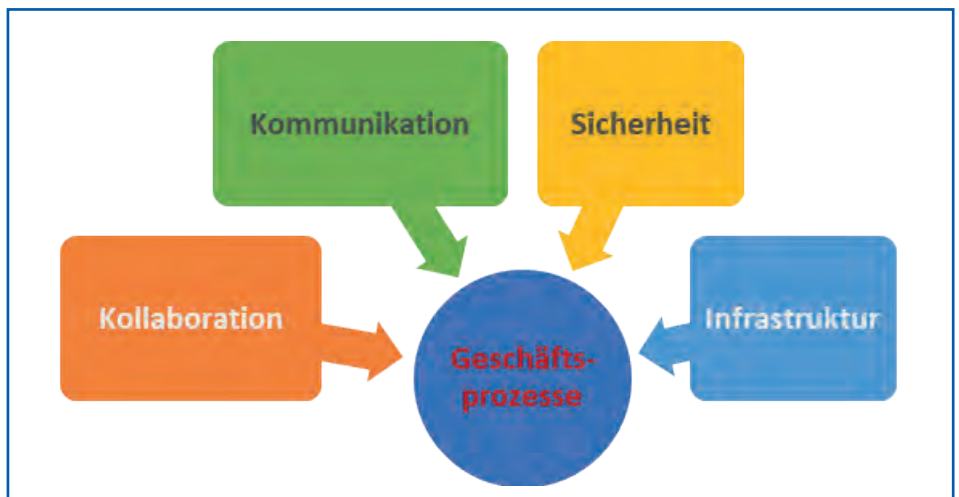 Kommunikation
Sicherheit
Kollaboration
Infrastruktur
Geschäfts-
prozesse